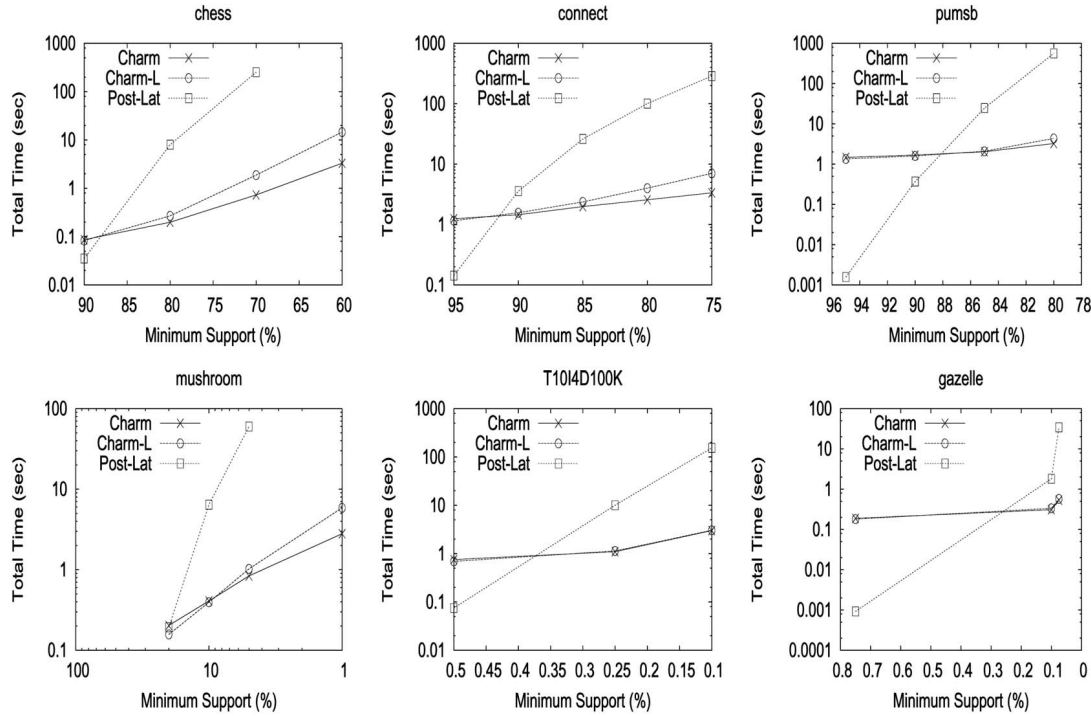 chess
1000
100
10
1
0.1
0.01
Total Time (sec)
Charm
Charm-L
Post-Lat
90 85 80 75 70 65 60
Minimum Support (%)
connect
1000
100
10
1
0.1
Total Time (sec)
Charm
Charm-L
Post-Lat
95 90 85 80 75
Minimum Support (%)
pumsb
1000
100
10
1
0.1
0.01
0.001
Total Time (sec)
Charm
Charm-L
Post-Lat
96 94 92 90 88 86 84 82 80 78
Minimum Support (%)
mushroom
100
10
1
0.1
Total Time (sec)
Charm
Charm-L
Post-Lat
100 10 1
Minimum Support (%)
T10I4D100K
1000
100
10
1
0.1
0.01
Total Time (sec)
Charm
Charm-L
Post-Lat
0.5 0.45 0.4 0.35 0.3 0.25 0.2 0.15 0.1
Minimum Support (%)
gazelle
100
10
1
0.1
0.01
0.001
0.0001
Total Time (sec)
Charm
Charm-L
Post-Lat
0.8 0.7 0.6 0.5 0.4 0.3 0.2 0.1 0
Minimum Support (%)